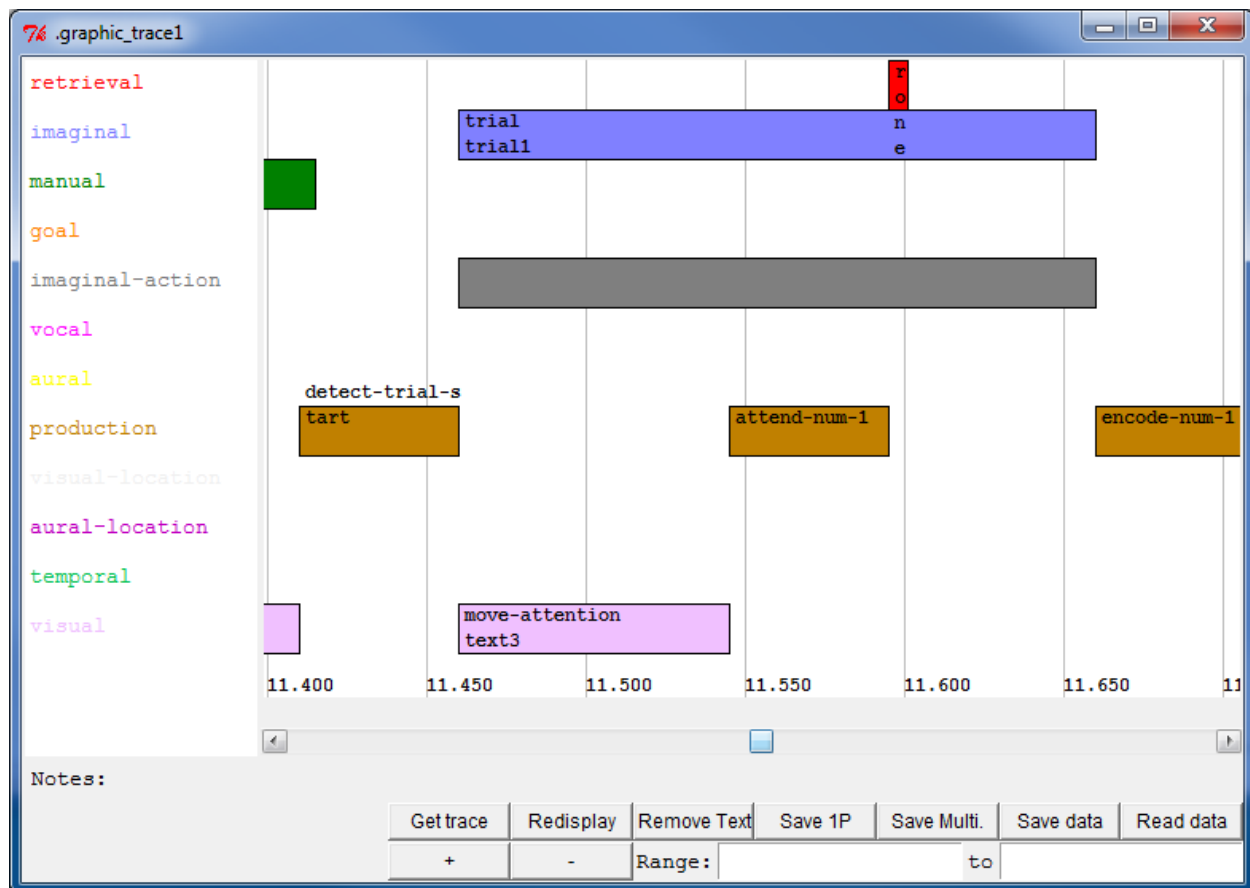 .graphic_trace1
retrieval
imaginal
manual
goal
imaginal-action
vocal
aural
production
visual-location
aural-location
temporal
visual
r
o
n
e
trial
trial1
detect-trial-s
tart
attend-num-1
encode-num-1
move-attention
text3
11.400 11.450 11.500 11.550 11.600 11.650 11
Notes:
Get trace Redisplay Remove Text Save 1P Save Multi. Save data Read data
+ - Range: to